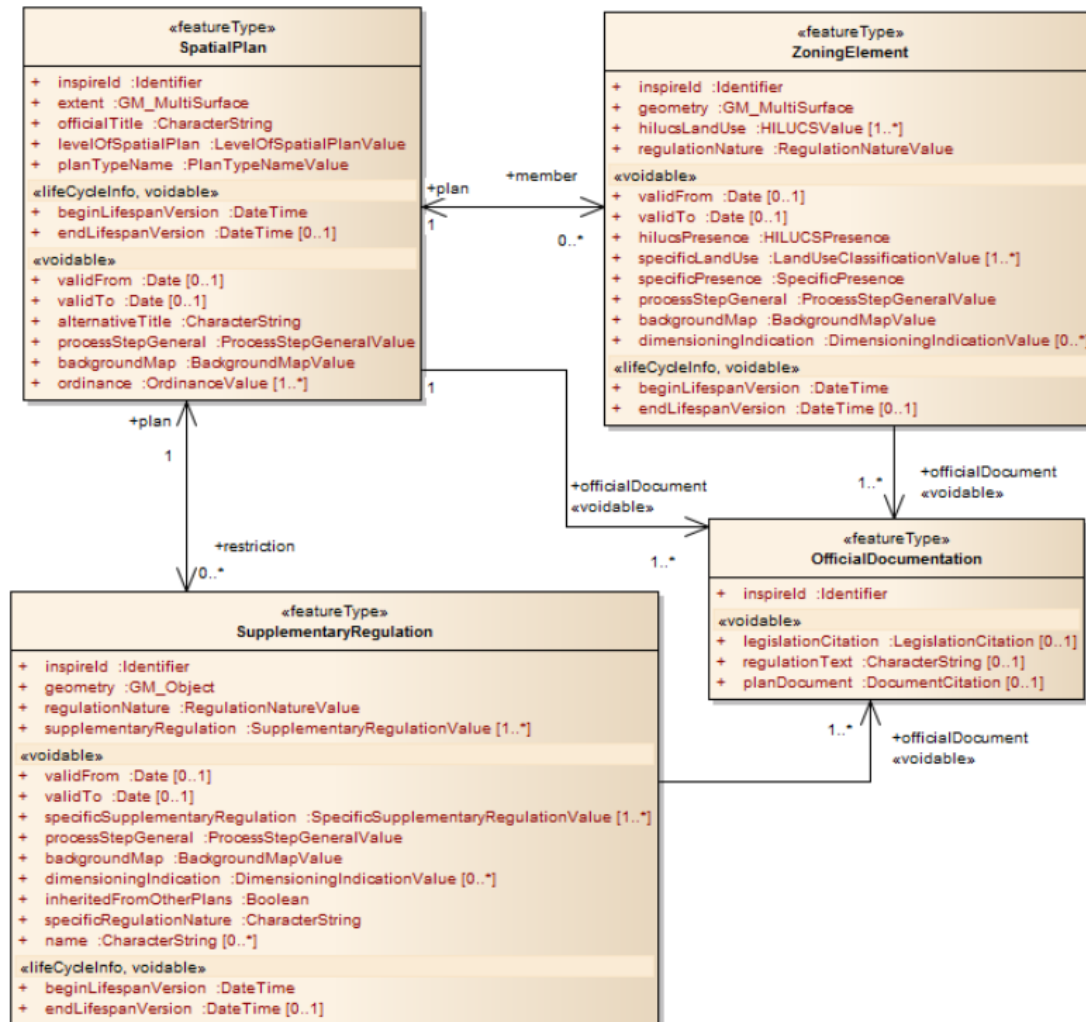 «featureType»
SpatialPlan
+ inspireId :Identifier
+ extent :GM_MultiSurface
+ officialTitle :CharacterString
+ levelOfSpatialPlan :LevelOfSpatialPlanValue
+ planTypeName :PlanTypeNameValue
«lifeCycleInfo, voidable»
+ beginLifespanVersion :DateTime
+ endLifespanVersion :DateTime [0..1]
«voidable»
+ validFrom :Date [0..1]
+ validTo :Date [0..1]
+ alternativeTitle :CharacterString
+ processStepGeneral :ProcessStepGeneralValue
+ backgroundMap :BackgroundMapValue
+ ordinance :OrdinanceValue [1..*]
+plan
1
+member
0..*
«featureType»
ZoningElement
+ inspireId :Identifier
+ geometry :GM_MultiSurface
+ hilucsLandUse :HILUCSValue [1..*]
+ regulationNature :RegulationNatureValue
«voidable»
+ validFrom :Date [0..1]
+ validTo :Date [0..1]
+ hilucsPresence :HILUCSPresence
+ specificLandUse :LandUseClassificationValue [1..*]
+ specificPresence :SpecificPresence
+ processStepGeneral :ProcessStepGeneralValue
+ backgroundMap :BackgroundMapValue
+ dimensioningIndication :DimensioningIndicationValue [0..*]
«lifeCycleInfo, voidable»
+ beginLifespanVersion :DateTime
+ endLifespanVersion :DateTime [0..1]
+plan
1
1
+officialDocument
«voidable»
1..*
+officialDocument
«voidable»
1..*
+restriction
0..*
«featureType»
OfficialDocumentation
+ inspireId :Identifier
«voidable»
+ legislationCitation :LegislationCitation [0..1]
+ regulationText :CharacterString [0..1]
+ planDocument :DocumentCitation [0..1]
«featureType»
SupplementaryRegulation
+ inspireId :Identifier
+ geometry :GM_Object
+ regulationNature :RegulationNatureValue
+ supplementaryRegulation :SupplementaryRegulationValue [1..*]
«voidable»
+ validFrom :Date [0..1]
+ validTo :Date [0..1]
+ specificSupplementaryRegulation :SpecificSupplementaryRegulationValue [1..*]
+ processStepGeneral :ProcessStepGeneralValue
+ backgroundMap :BackgroundMapValue
+ dimensioningIndication :DimensioningIndicationValue [0..*]
+ inheritedFromOtherPlans :Boolean
+ specificRegulationNature :CharacterString
+ name :CharacterString [0..*]
«lifeCycleInfo, voidable»
+ beginLifespanVersion :DateTime
+ endLifespanVersion :DateTime [0..1]
1..*
+officialDocument
«voidable»